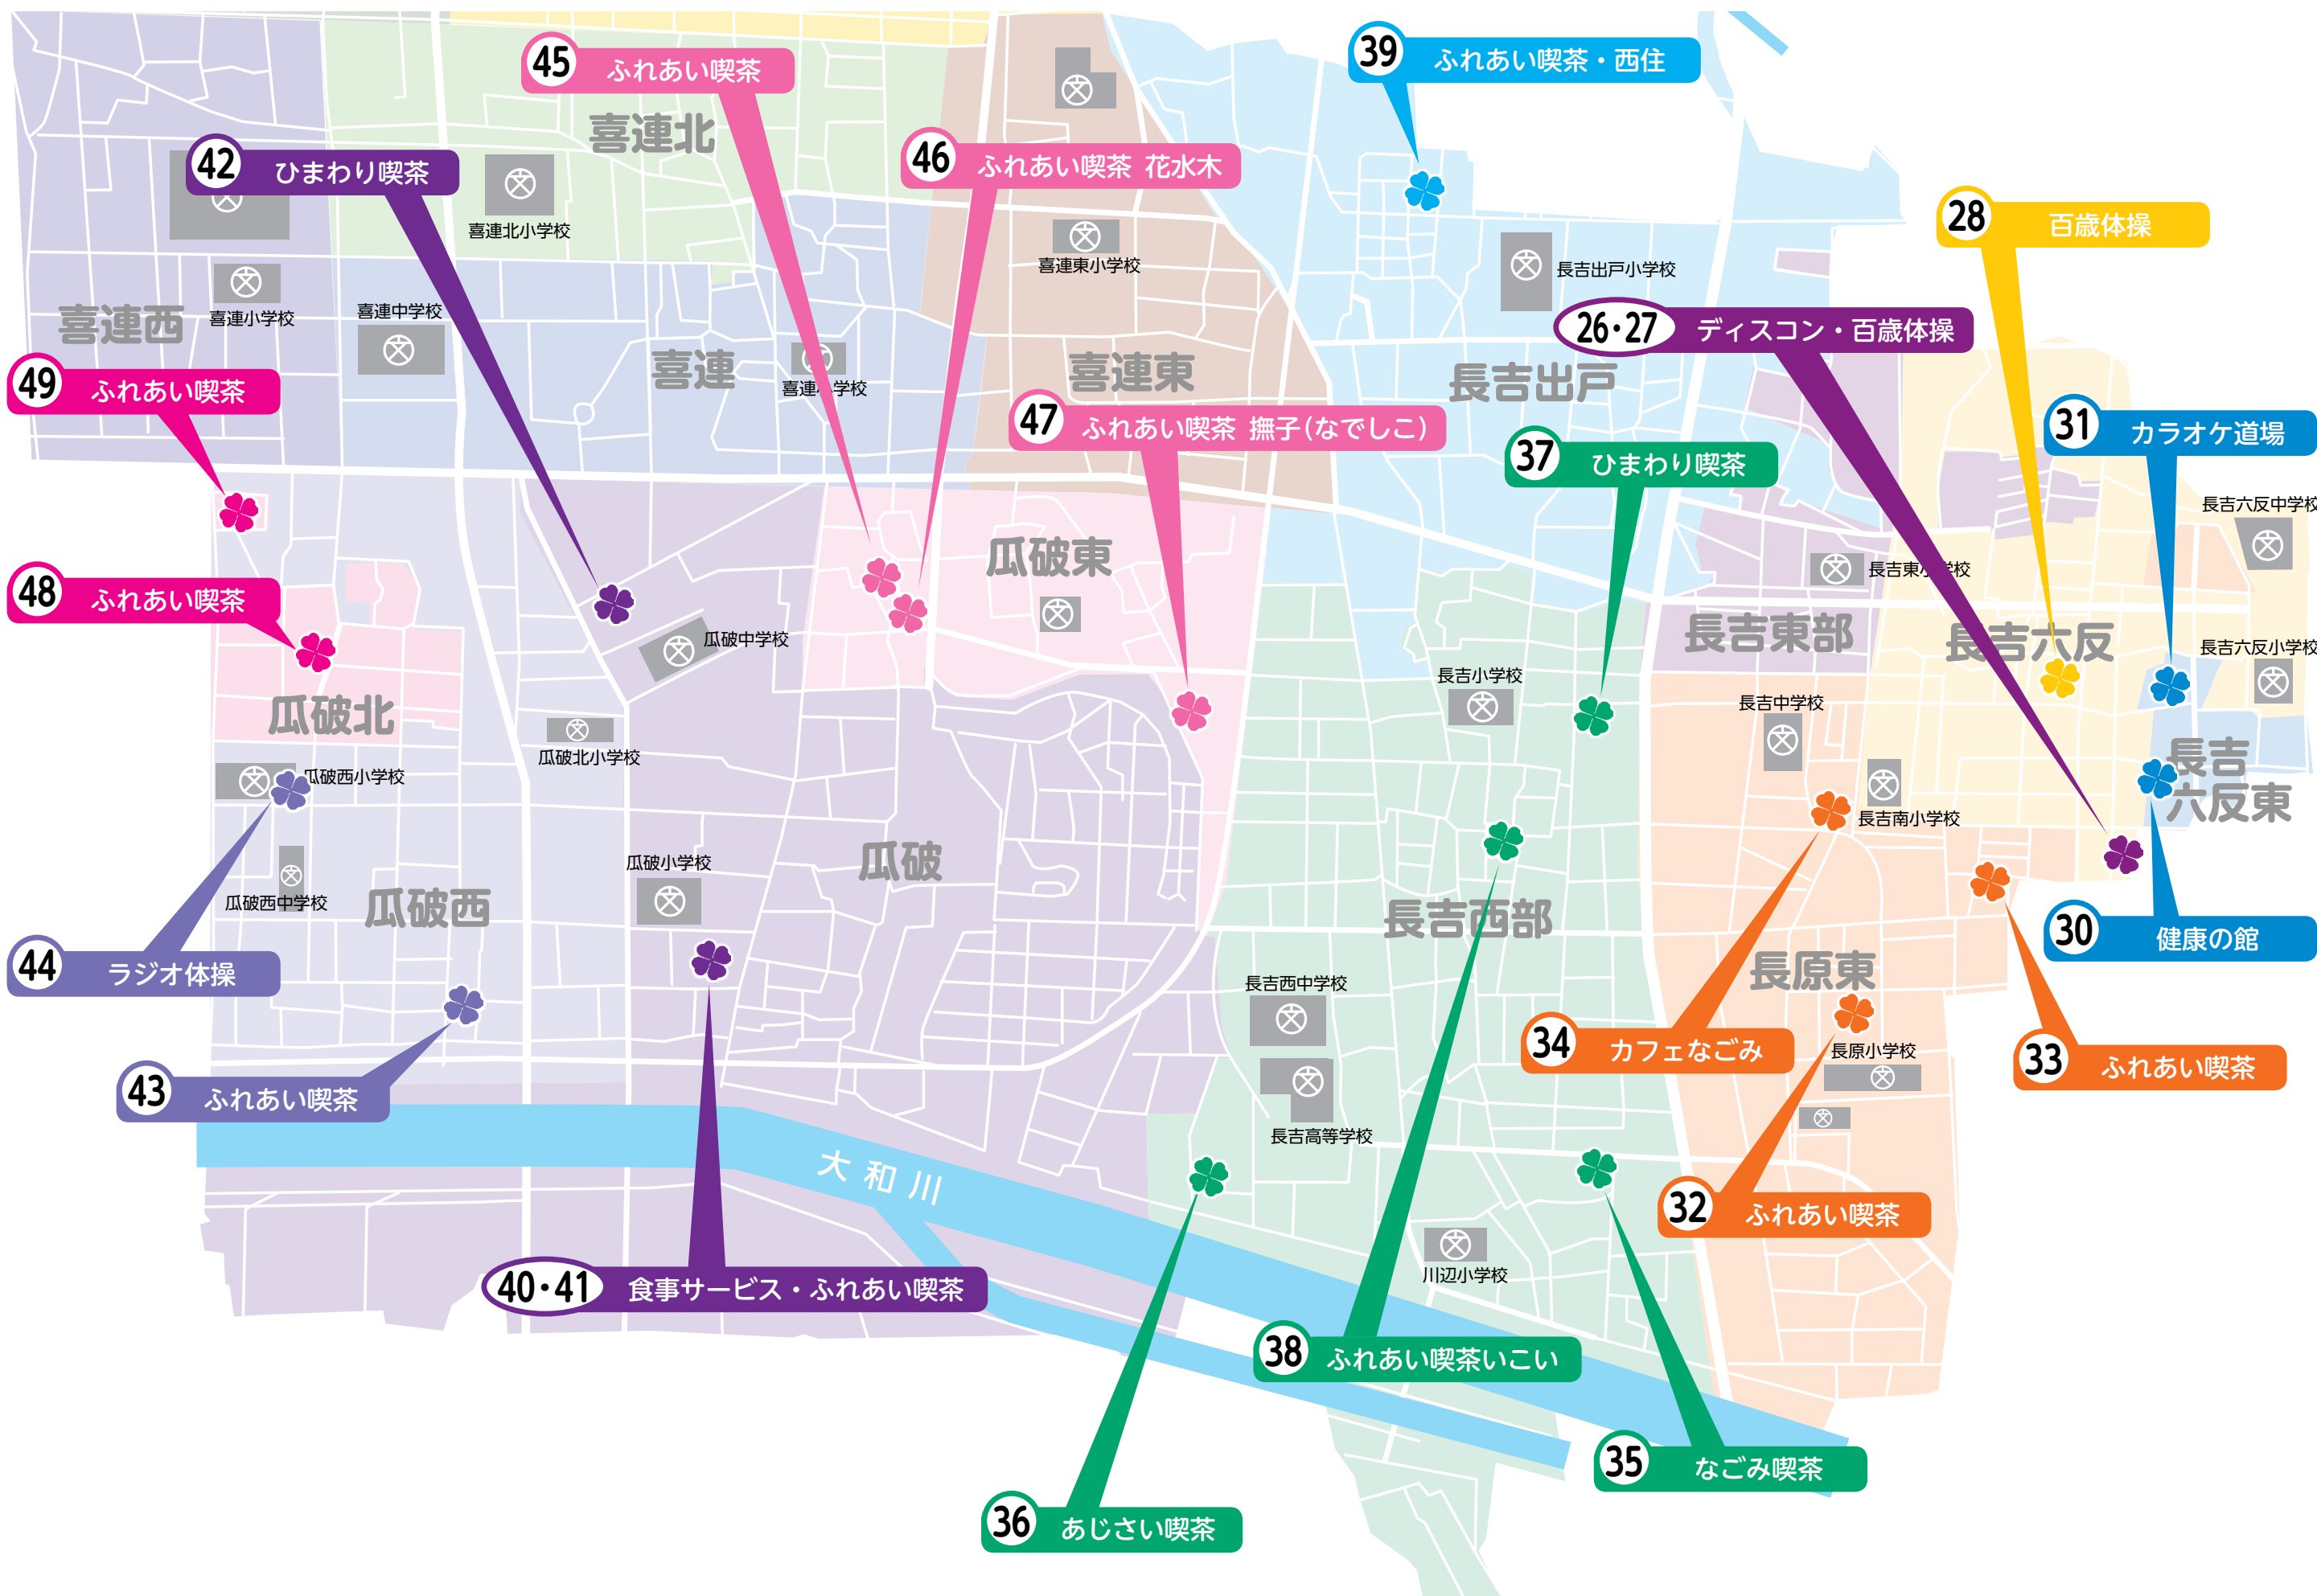 39 ふれあい喫茶・西住
45 ふれあい喫茶
喜連北
42 ひまわり喫茶
46 ふれあい喫茶 花水木
28 百歳体操
喜連北小学校
喜連東小学校
長吉出戸小学校
喜連西
喜連小学校
喜連中学校
26・27 ディスコン・百歳体操
喜連
喜連東
長吉出戸
49 ふれあい喫茶
喜連小学校
47 ふれあい喫茶 撫子(なでしこ)
31 カラオケ道場
37 ひまわり喫茶
長吉六反中学校
瓜破東
長吉東小学校
48 ふれあい喫茶
瓜破中学校
長吉東部
長吉六反
長吉六反小学校
長吉小学校
長吉中学校
瓜破北
瓜破北小学校
長吉
六反東
瓜破西小学校
長吉南小学校
瓜破小学校
瓜破
瓜破西中学校
瓜破西
長吉西部
30 健康の館
44 ラジオ体操
長吉西中学校
長原東
34 カフェなごみ
長原小学校
33 ふれあい喫茶
43 ふれあい喫茶
長吉高等学校
大和川
32 ふれあい喫茶
川辺小学校
40・41 食事サービス・ふれあい喫茶
38 ふれあい喫茶いこい
35 なごみ喫茶
36 あじさい喫茶